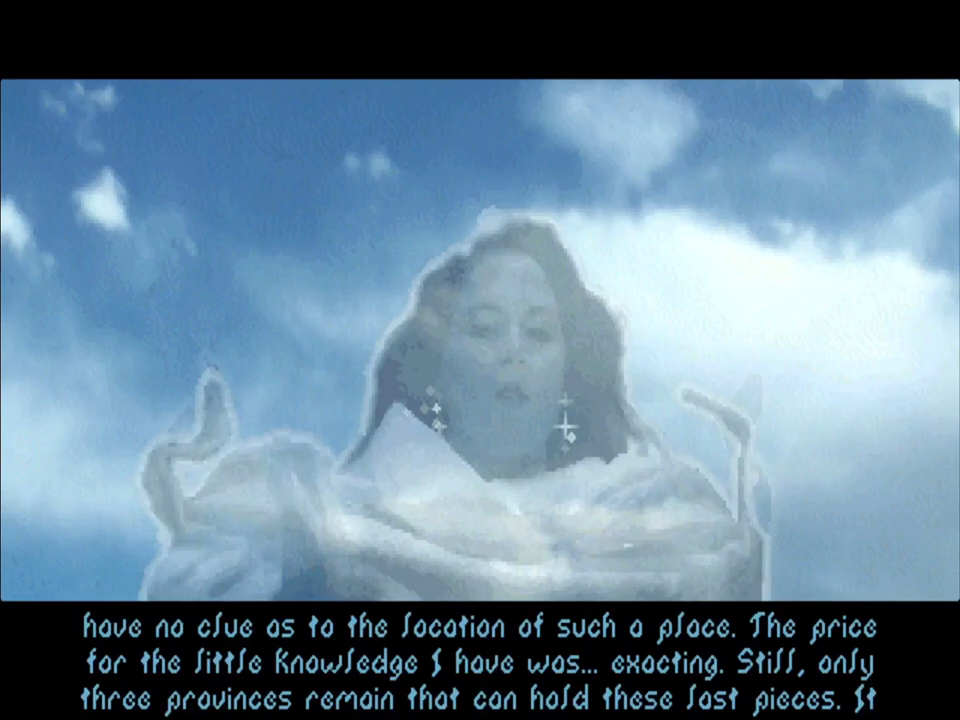 have no clue as to the location of such a place. The price
for the little knowledge I have was... exacting. Still, only
three provinces remain that can hold these last pieces. It